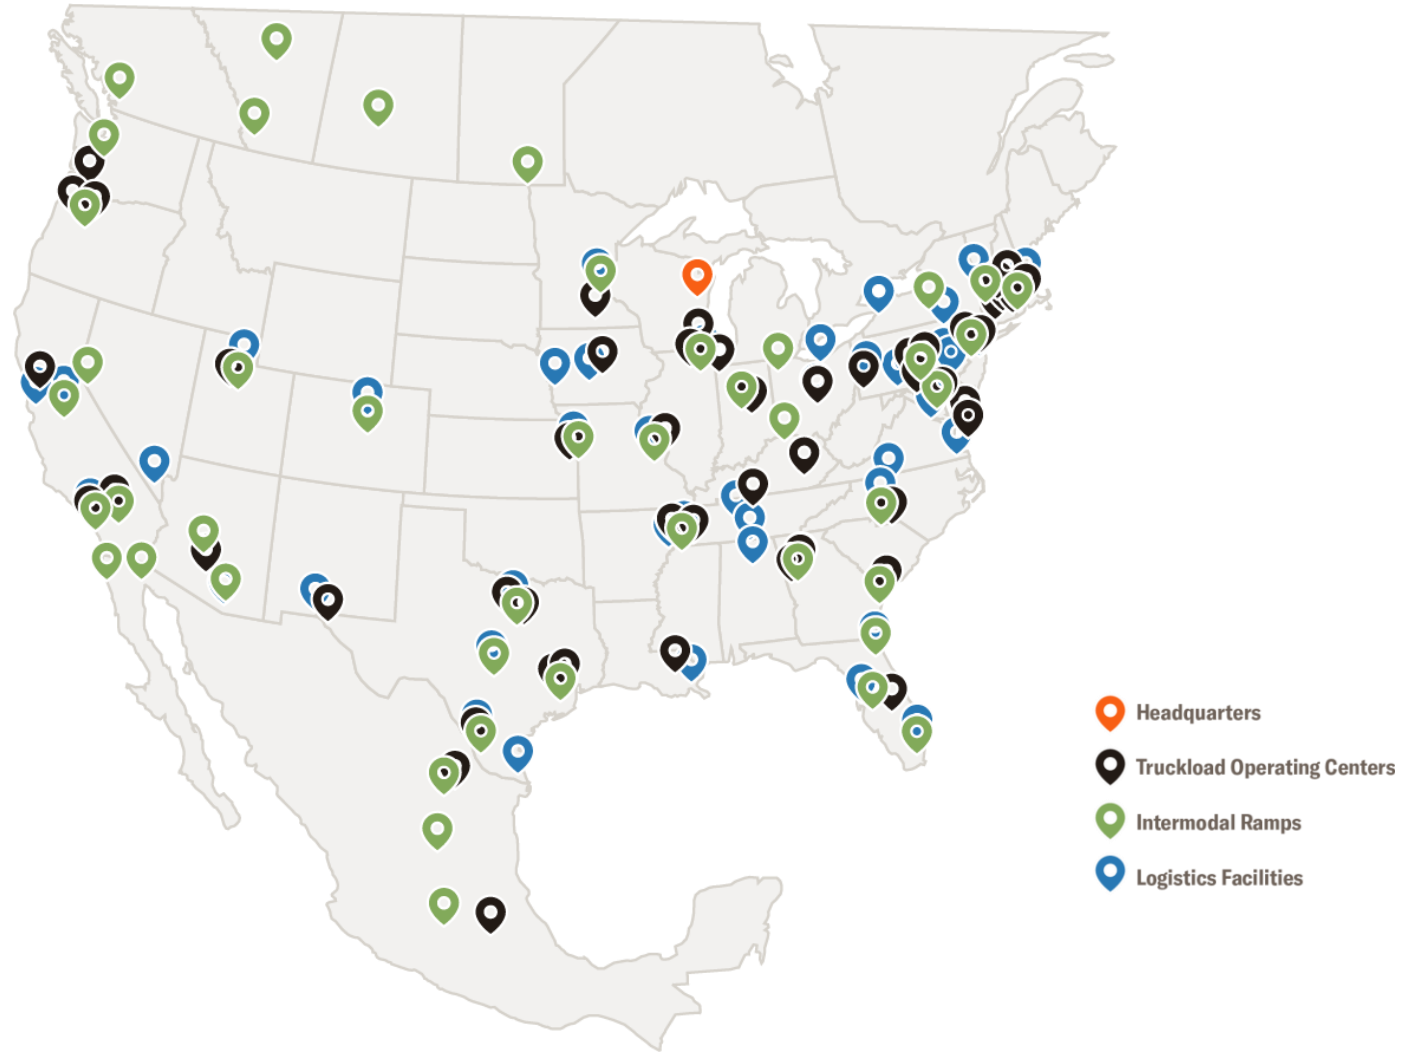 Headquarters
Truckload Operating Centers
Intermodal Ramps
Logistics Facilities